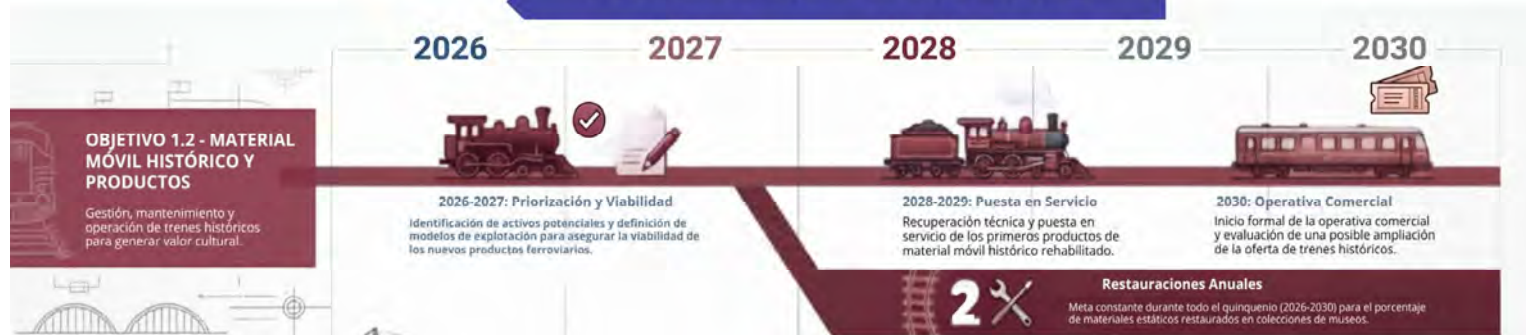 2026
2027
2028
2029
2030
OBJETIVO 1.2 - MATERIAL
MÓVIL HISTÓRICO Y
PRODUCTOS
Gestión, mantenimiento y
operación de trenes históricos
para generar valor cultural.
2026-2027: Priorización y Viabilidad
Identificación de activos potenciales y definición de
modelos de explotación para asegurar la viabilidad de
los nuevos productos ferroviarios.
2028-2029: Puesta en Servicio
Recuperación técnica y puesta en
servicio de los primeros productos de
material móvil histórico rehabilitado.
2030: Operativa Comercial
Inicio formal de la operativa comercial
y evaluación de una posible ampliación
de la oferta de trenes históricos.
2
Restauraciones Anuales
Meta constante durante todo el quinquenio (2026-2030) para el porcentaje
de materiales estáticos restaurados en colecciones de museos.